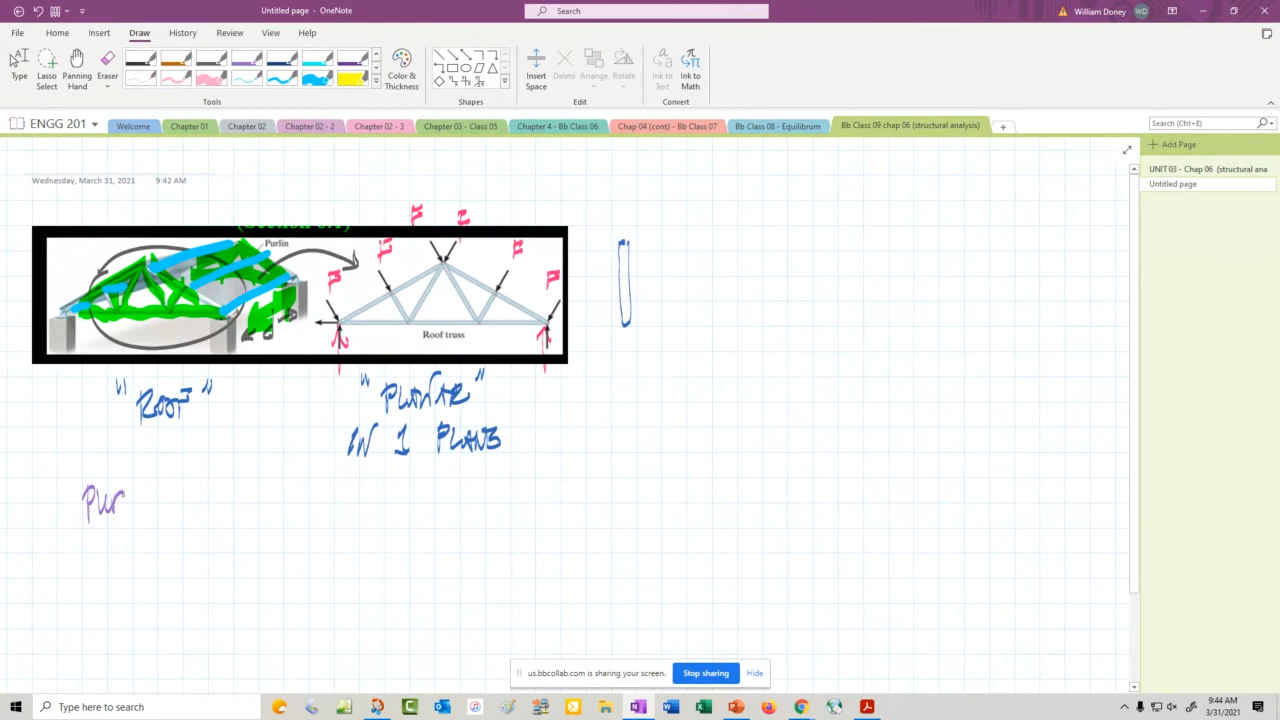 Untitled page - OneNote
Search
William Doney
WD
File
Home
Insert
Draw
History
Review
View
Help
Type
Lasso Select
Panning Hand
Eraser
Color & Thickness
Insert Space
Delete
Arrange
Rotate
Ink to Text
Ink to Math
Tools
Shapes
Edit
Convert
ENGG 201
Welcome
Chapter 01
Chapter 02
Chapter 02 - 2
Chapter 02 - 3
Chapter 03 - Class 05
Chapter 4 - Bb Class 06
Chap 04 (cont) - Bb Class 07
Bb Class 08 - Equilibrum
Bb Class 09 chap 06 (structural analysis)
Search (Ctrl+E)
Add Page
UNIT 03 - Chap 06 (structural ana
Untitled page
Wednesday, March 31, 2021
9:42 AM
Purlin
F
F
F
F
F
F
Roof truss
"ROOF"
"PLANAR"
IN 1 PLANE
Pur
us.bbcollab.com is sharing your screen.
Stop sharing
Hide
Type here to search
9:44 AM
3/31/2021